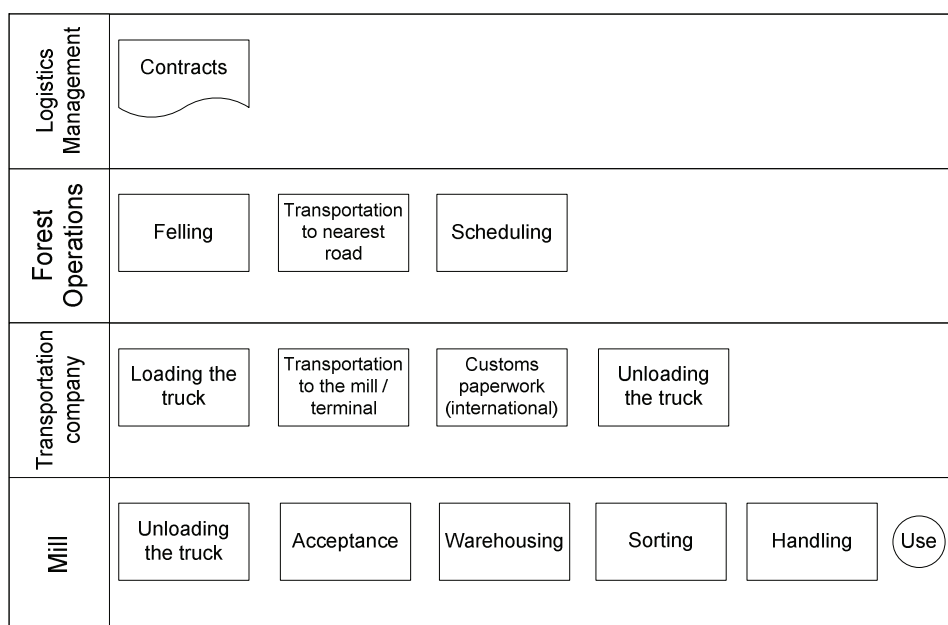 Logistics
Management
Contracts
Forest
Operations
Felling
Transportation
to nearest
road
Scheduling
Transportation
company
Loading the
truck
Transportation
to the mill /
terminal
Customs
paperwork
(international)
Unloading
the truck
Mill
Unloading
the truck
Acceptance
Warehousing
Sorting
Handling
Use